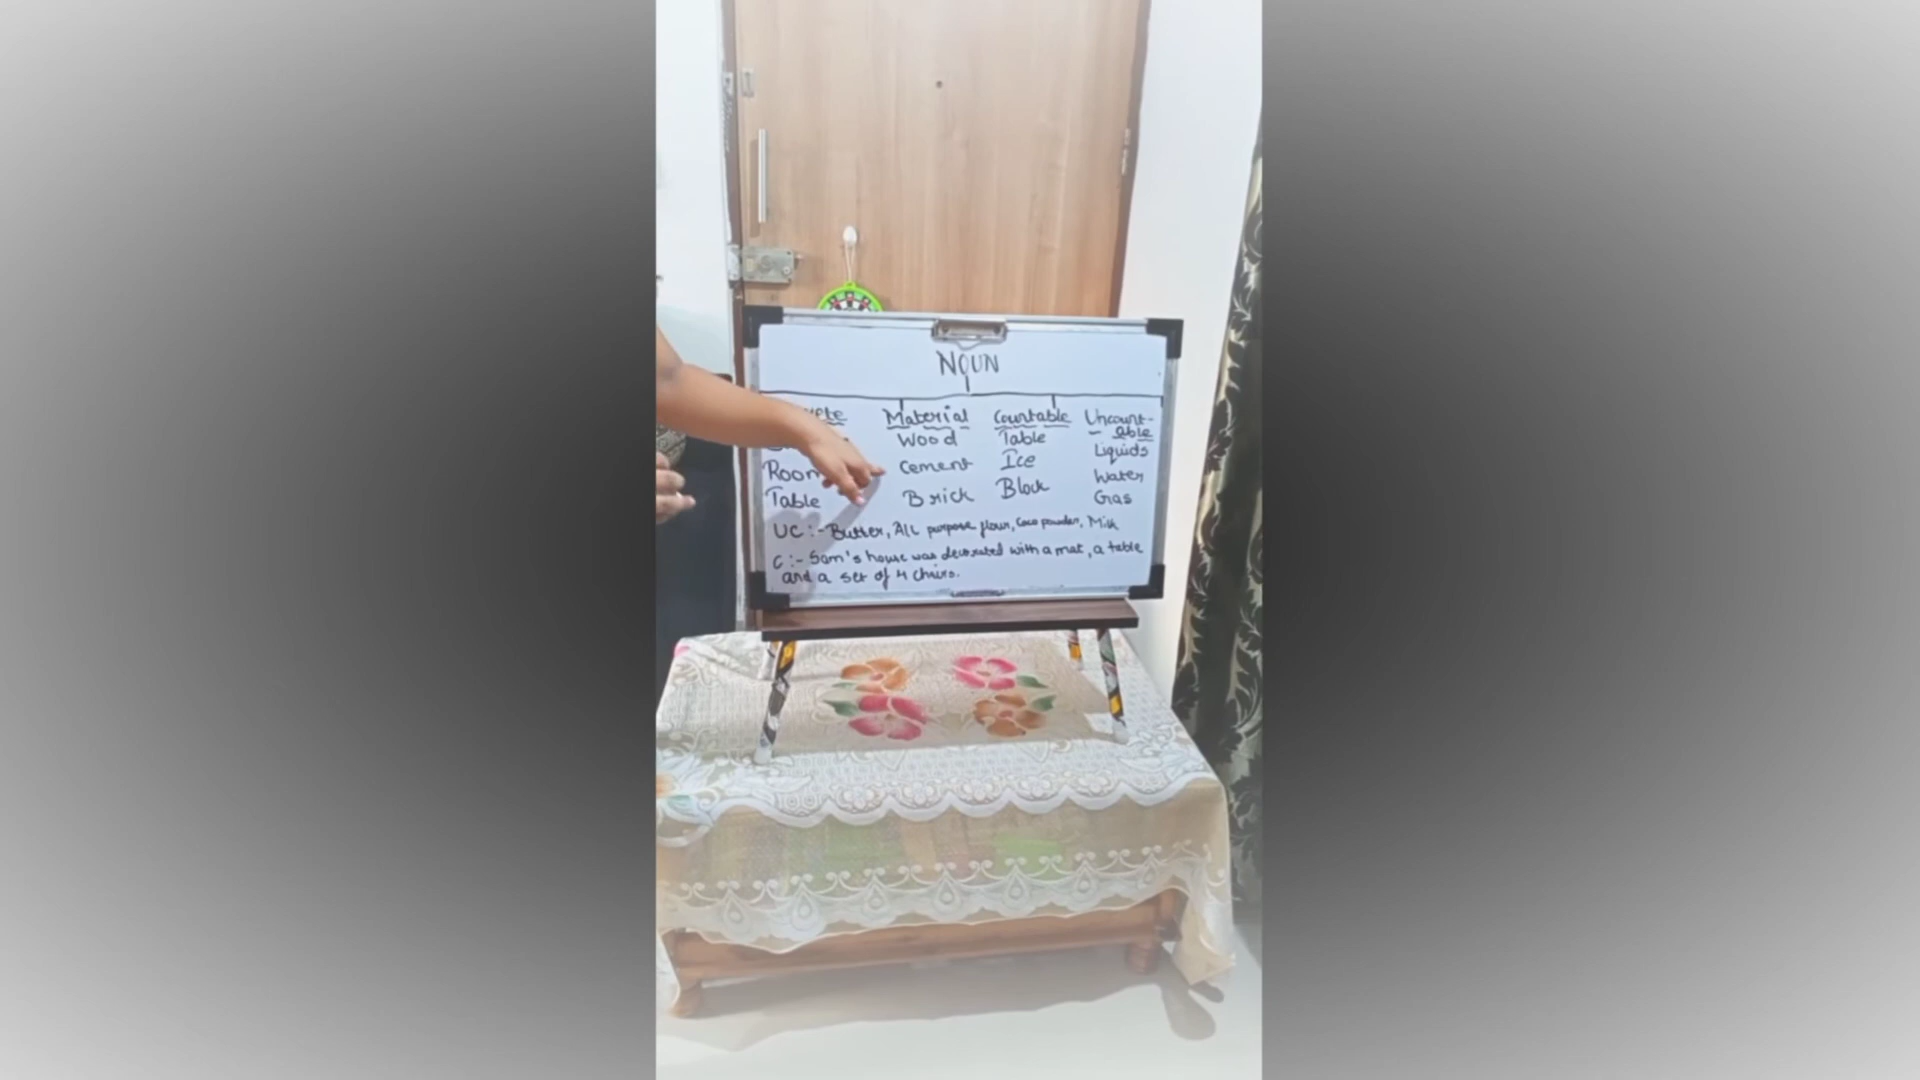 NOUN
Material Countable Uncount-
able
Wood Table Liquids
Room Cement Ice Water
Table Brick Block Gas
UC :- Butter, All purpose flour, Coco powder, Milk
C :- Sam's house was decorated with a mat, a table
and a set of 4 chairs.